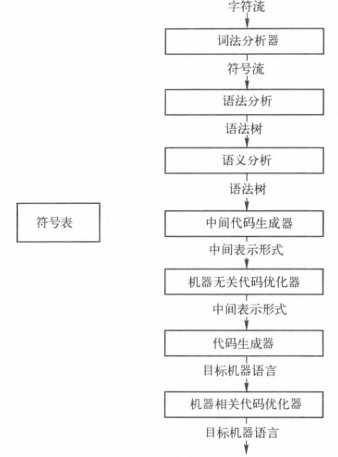 字符流
词法分析器
符号流
语法分析
语法树
语义分析
语法树
符号表
中间代码生成器
中间表示形式
机器无关代码优化器
中间表示形式
代码生成器
目标机器语言
机器相关代码优化器
目标机器语言